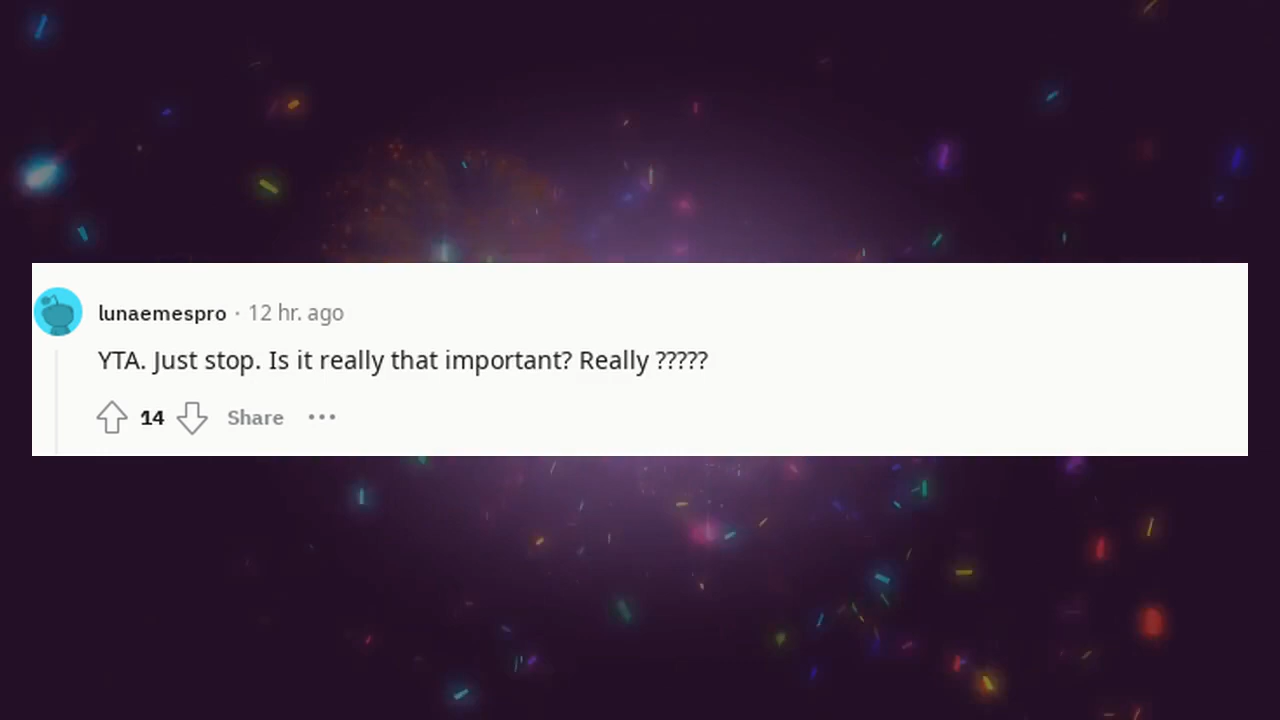 lunaemespro · 12 hr. ago
YTA. Just stop. Is it really that important? Really ?????
14 Share •••